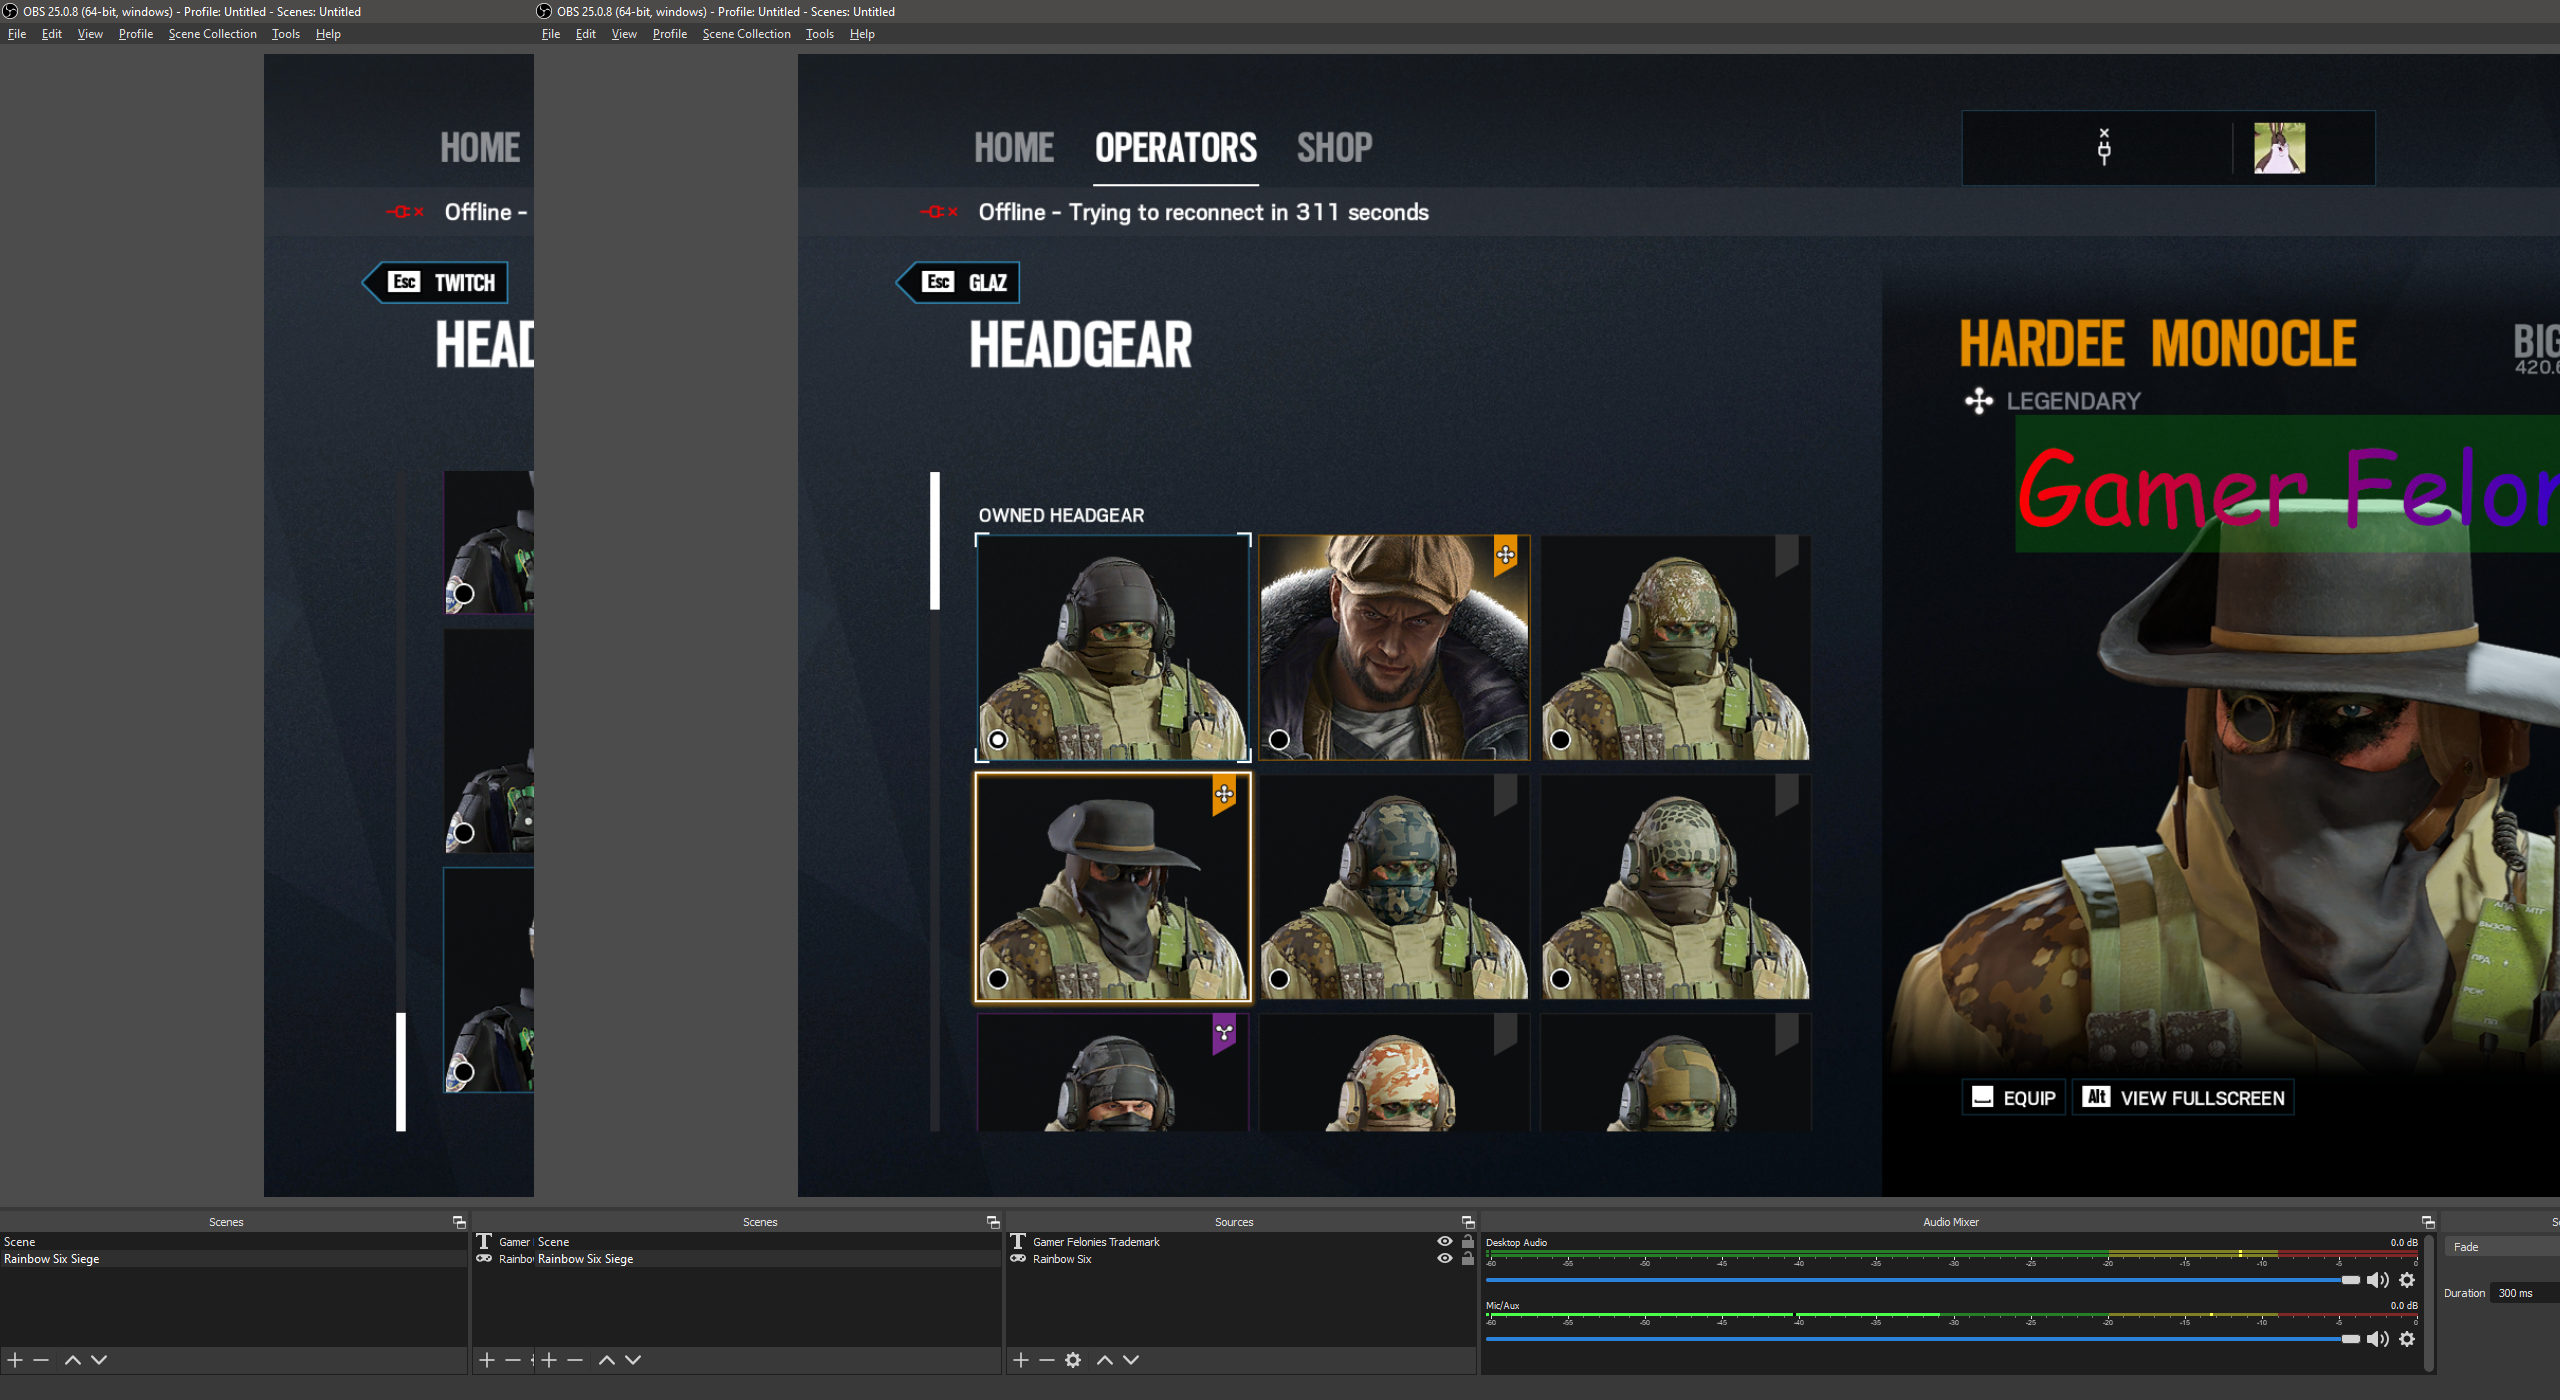 OBS 25.0.8 (64-bit, windows) - Profile: Untitled - Scenes: Untitled
File Edit View Profile Scene Collection Tools Help
HOME
Offline -
Esc TWITCH
HEAD
OBS 25.0.8 (64-bit, windows) - Profile: Untitled - Scenes: Untitled
File Edit View Profile Scene Collection Tools Help
HOME OPERATORS SHOP
Offline - Trying to reconnect in 311 seconds
Esc GLAZ
HEADGEAR
HARDEE MONOCLE
BIG
420.6
LEGENDARY
Gamer Felon
OWNED HEADGEAR
EQUIP Alt VIEW FULLSCREEN
Scenes
Scene
Rainbow Six Siege
Gamer
Rainbo
Scenes
Scene
Rainbow Six Siege
Sources
Gamer Felonies Trademark
Rainbow Six
Audio Mixer
Desktop Audio 0.0 dB
-60 -55 -50 -45 -40 -35 -30 -25 -20 -15 -10 -5 0
Mic/Aux 0.0 dB
-60 -55 -50 -45 -40 -35 -30 -25 -20 -15 -10 -5 0
Fade
Duration 300 ms